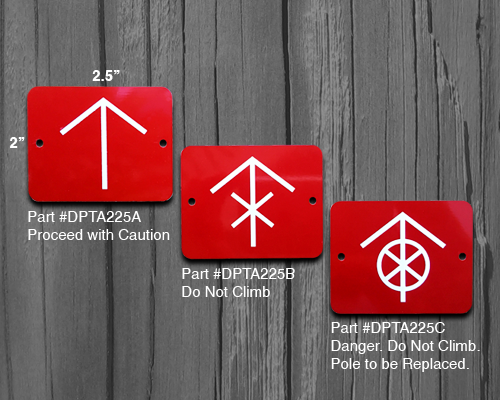 2.5”
2”
Part #DPTA225A
Proceed with Caution
Part #DPTA225B
Do Not Climb
Part #DPTA225C
Danger. Do Not Climb.
Pole to be Replaced.